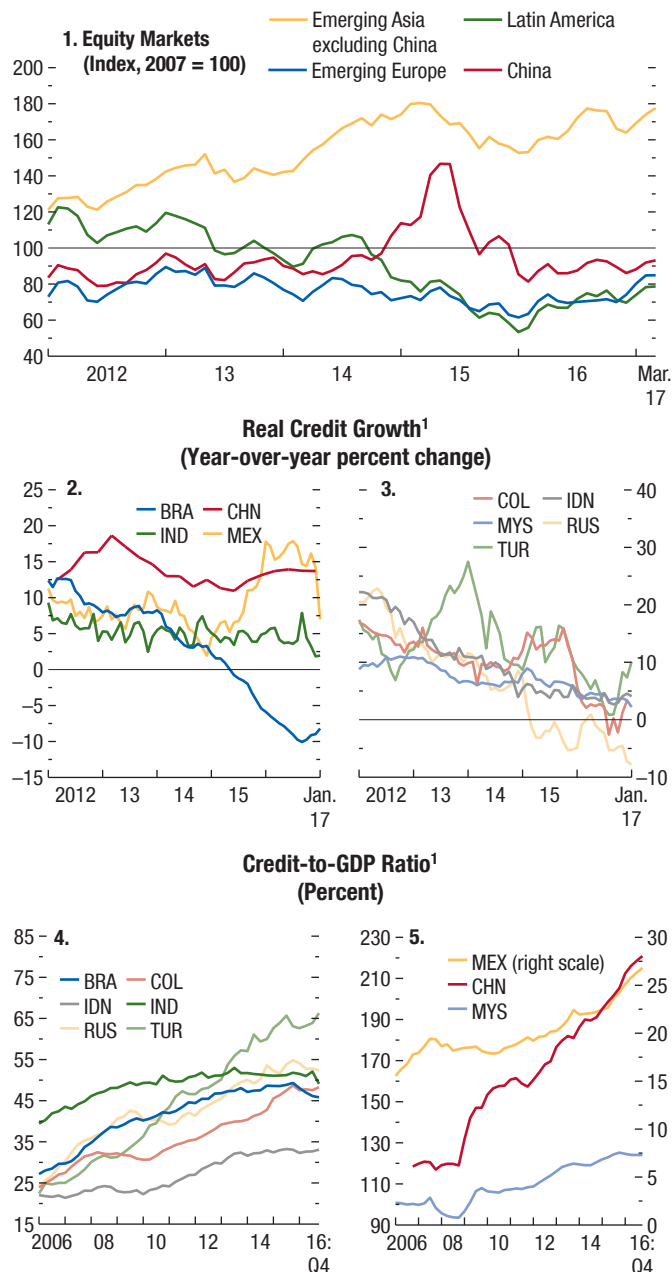 1. Equity Markets
(Index, 2007 = 100)
Emerging Asia
excluding China
Latin America
Emerging Europe
China
200
180
160
140
120
100
80
60
40
2012
13
14
15
16
Mar.
17
Real Credit Growth1
(Year-over-year percent change)
2.
BRA
CHN
IND
MEX
25
20
15
10
5
0
–5
–10
–15
2012
13
14
15
Jan.
17
3.
COL
IDN
MYS
RUS
TUR
40
30
20
10
0
–10
2012
13
14
15
Jan.
17
Credit-to-GDP Ratio1
(Percent)
4.
BRA
COL
IDN
IND
RUS
TUR
85
75
65
55
45
35
25
15
2006
08
10
12
14
16:
Q4
5.
MEX (right scale)
CHN
MYS
230
210
190
170
150
130
110
90
30
25
20
15
10
5
0
2006
08
10
12
14
16:
Q4